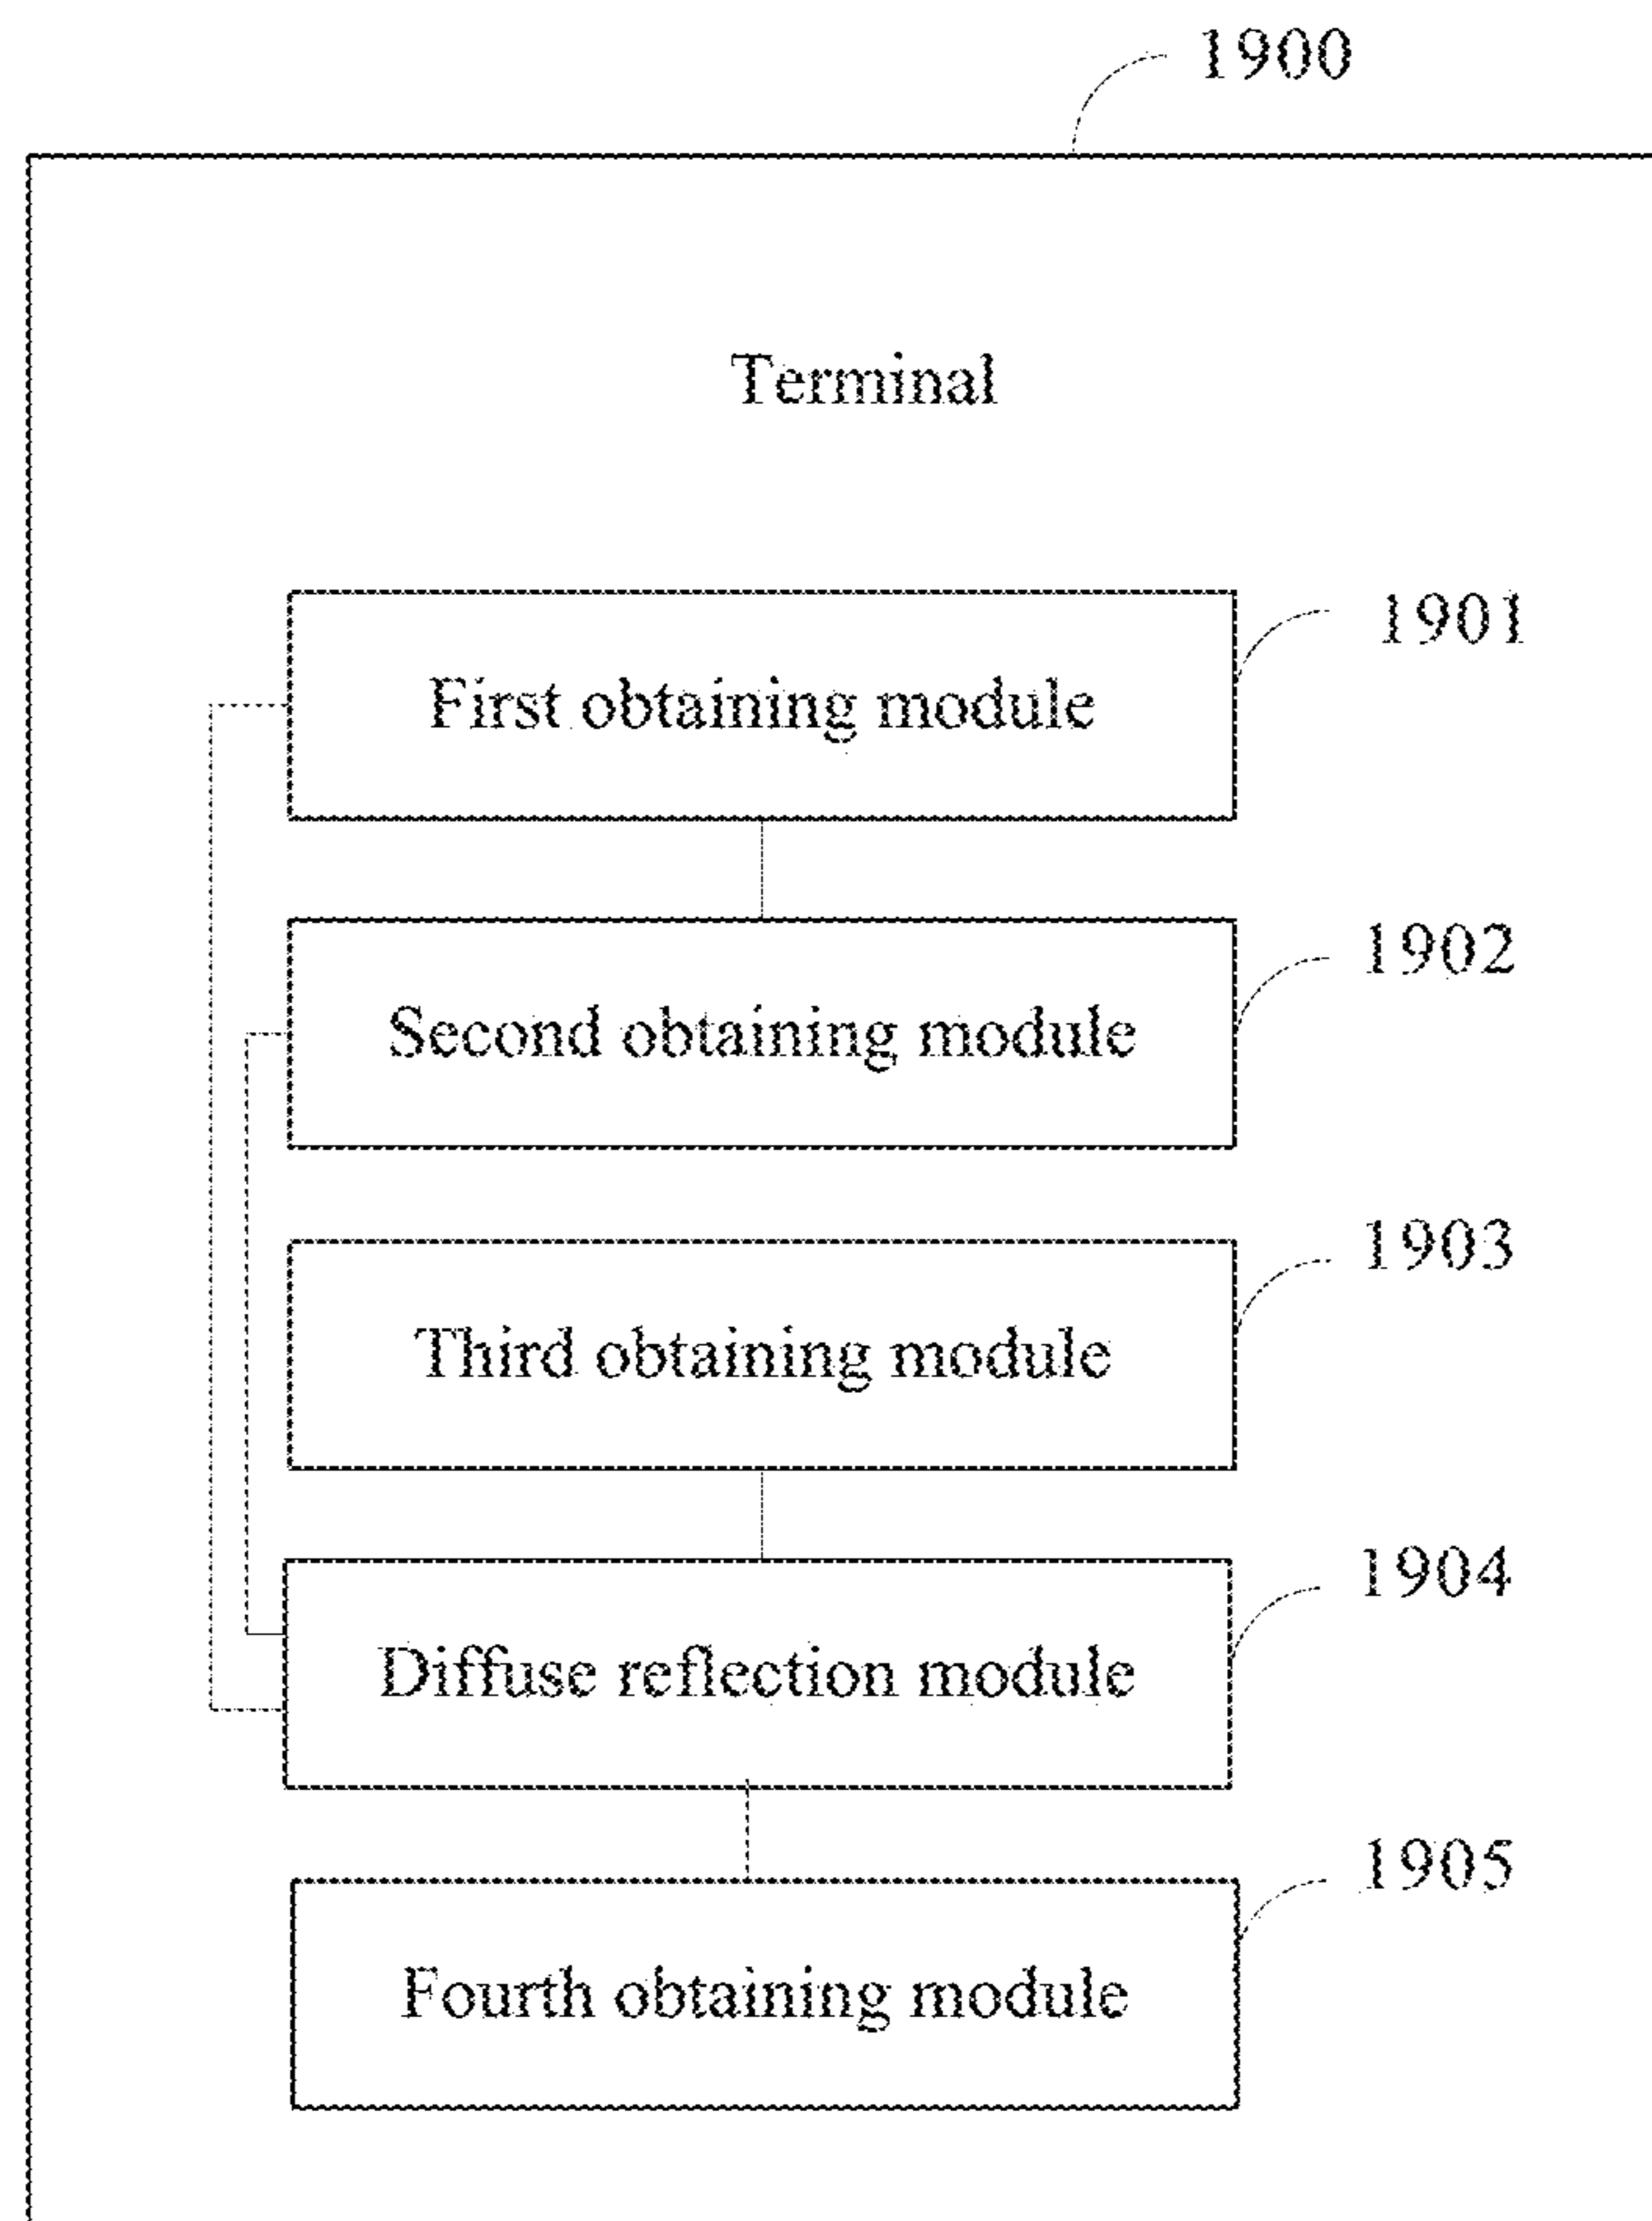 1900
Terminal
First obtaining module
1901
Second obtaining module
1902
Third obtaining module
1903
Diffuse reflection module
1904
Fourth obtaining module
1905